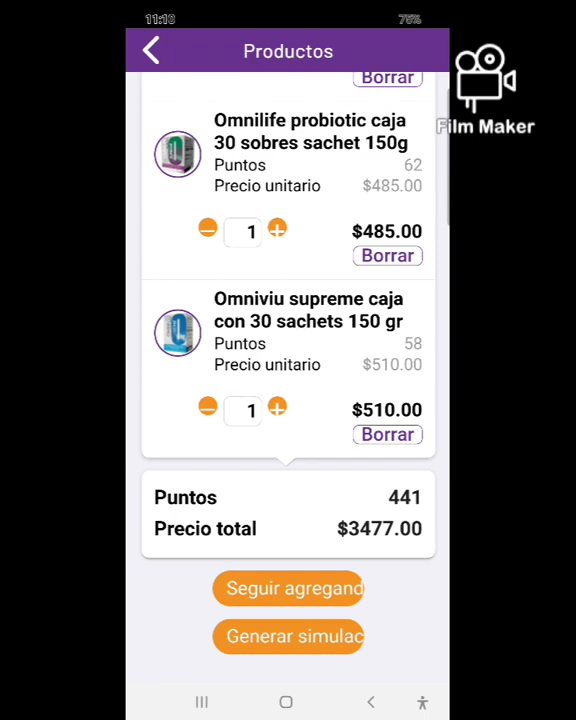 11:10
75%
Productos
Borrar
Film Maker
Omnilife probiotic caja
30 sobres sachet 150g
Puntos 62
Precio unitario $485.00
1 $485.00
Borrar
Omniviu supreme caja
con 30 sachets 150 gr
Puntos 58
Precio unitario $510.00
1 $510.00
Borrar
Puntos 441
Precio total $3477.00
Seguir agregand
Generar simulac